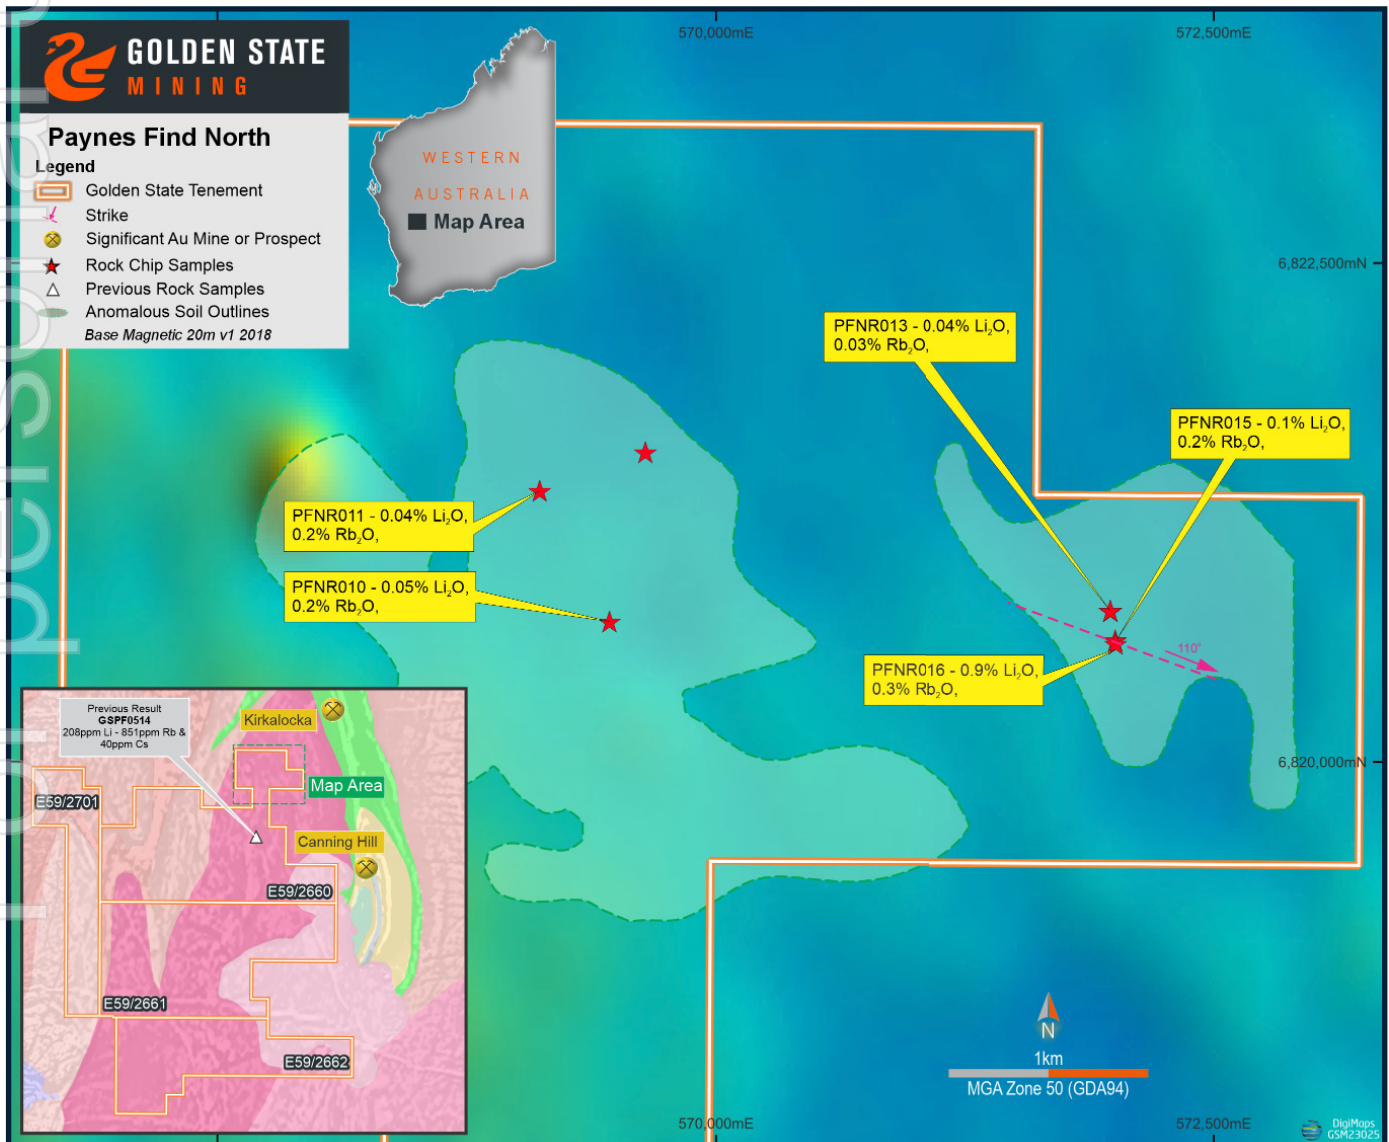 GOLDEN STATE
MINING
Paynes Find North
Legend
Golden State Tenement
Strike
Significant Au Mine or Prospect
Rock Chip Samples
Previous Rock Samples
Anomalous Soil Outlines
Base Magnetic 20m v1 2018
WESTERN
AUSTRALIA
Map Area
570,000mE
572,500mE
6,822,500mN
PFNR013 - 0.04% Li₂O,
0.03% Rb₂O,
PFNR015 - 0.1% Li₂O,
0.2% Rb₂O,
PFNR011 - 0.04% Li₂O,
0.2% Rb₂O,
PFNR010 - 0.05% Li₂O,
0.2% Rb₂O,
PFNR016 - 0.9% Li₂O,
0.3% Rb₂O,
110°
6,820,000mN
Previous Result
GSPF0514
208ppm Li - 851ppm Rb &
40ppm Cs
Kirkalocka
Map Area
E59/2701
Canning Hill
E59/2660
E59/2661
E59/2662
N
1km
MGA Zone 50 (GDA94)
570,000mE
572,500mE
DigiMaps
GSM23025
personal